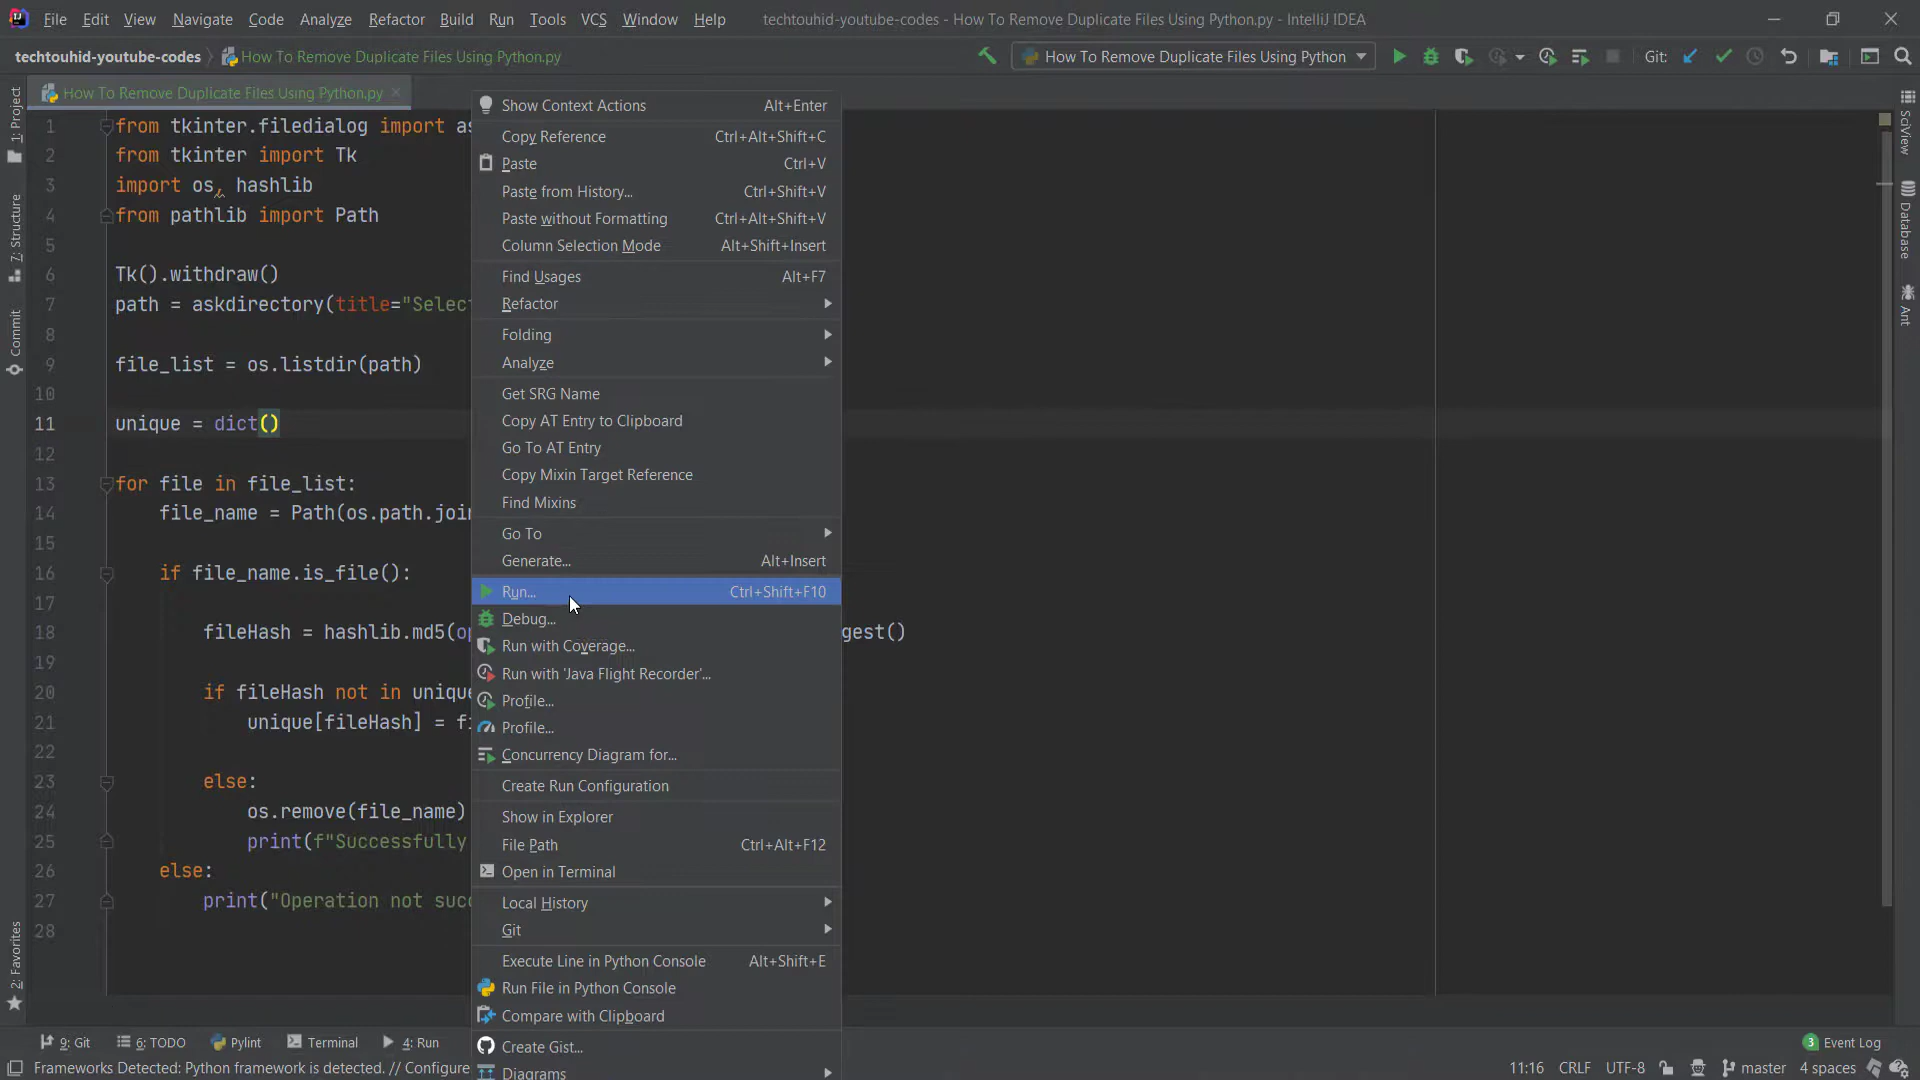 File Edit View Navigate Code Analyze Refactor Build Run Tools VCS Window Help techtouhid-youtube-codes - How To Remove Duplicate Files Using Python.py - IntelliJ IDEA
techtouhid-youtube-codes How To Remove Duplicate Files Using Python.py How To Remove Duplicate Files Using Python Git:
How To Remove Duplicate Files Using Python.py
1: Project
7: Structure
Commit
2: Favorites
1 from tkinter.filedialog import as
2 from tkinter import Tk
3 import os, hashlib
4 from pathlib import Path
5
6 Tk().withdraw()
7 path = askdirectory(title="Selec
8
9 file_list = os.listdir(path)
10
11 unique = dict()
12
13 for file in file_list:
14 file_name = Path(os.path.join
15
16 if file_name.is_file():
17
18 fileHash = hashlib.md5(op gest()
19
20 if fileHash not in unique
21 unique[fileHash] = fi
22
23 else:
24 os.remove(file_name)
25 print(f"Successfully
26 else:
27 print("Operation not suc
28
Show Context Actions Alt+Enter
Copy Reference Ctrl+Alt+Shift+C
Paste Ctrl+V
Paste from History... Ctrl+Shift+V
Paste without Formatting Ctrl+Alt+Shift+V
Column Selection Mode Alt+Shift+Insert
Find Usages Alt+F7
Refactor
Folding
Analyze
Get SRG Name
Copy AT Entry to Clipboard
Go To AT Entry
Copy Mixin Target Reference
Find Mixins
Go To
Generate... Alt+Insert
Run... Ctrl+Shift+F10
Debug...
Run with Coverage...
Run with 'Java Flight Recorder'...
Profile...
Profile...
Concurrency Diagram for...
Create Run Configuration
Show in Explorer
File Path Ctrl+Alt+F12
Open in Terminal
Local History
Git
Execute Line in Python Console Alt+Shift+E
Run File in Python Console
Compare with Clipboard
Create Gist...
Diagrams
SciView
Database
Ant
9: Git 6: TODO Pylint Terminal 4: Run 3 Event Log
Frameworks Detected: Python framework is detected. // Configure 11:16 CRLF UTF-8 master 4 spaces